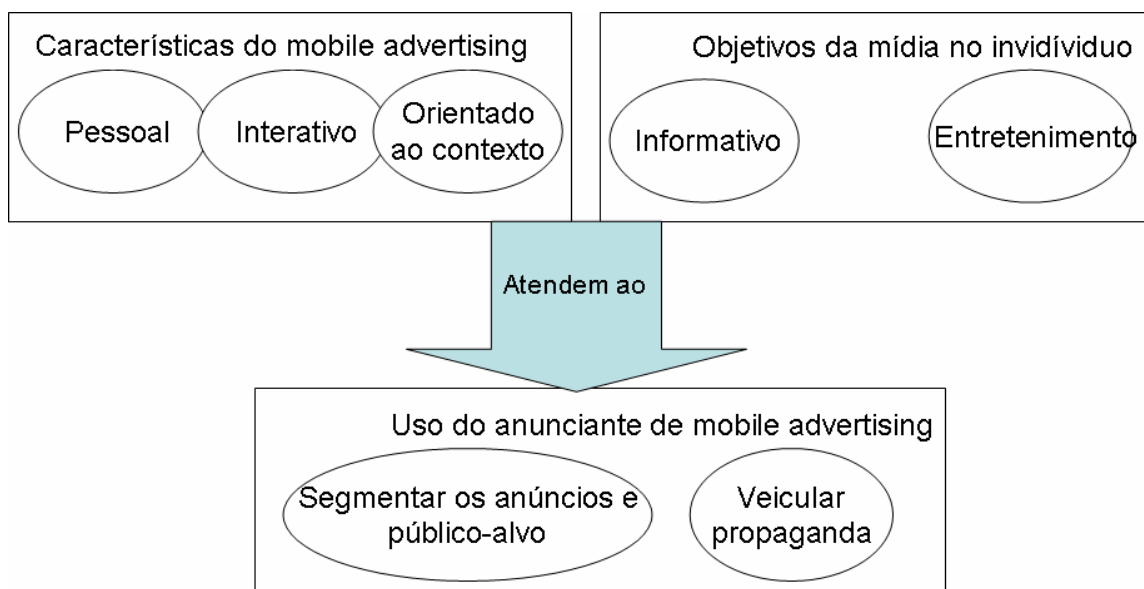 Características do mobile advertising
Pessoal
Interativo
Orientado
ao contexto
Objetivos da mídia no invidíviduo
Informativo
Entretenimento
Atendem ao
Uso do anunciante de mobile advertising
Segmentar os anúncios e
público-alvo
Veicular
propaganda